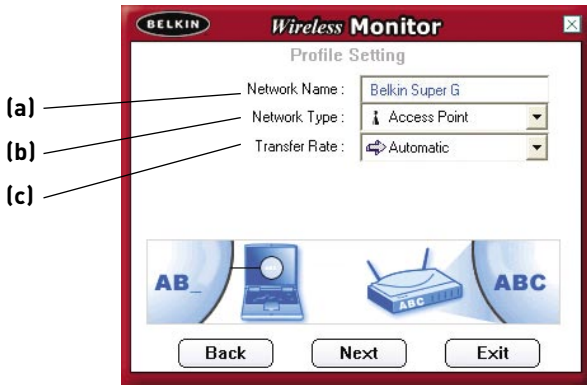 BELKIN
Wireless Monitor
Profile Setting
(a) Network Name : Belkin Super G
(b) Network Type : Access Point
(c) Transfer Rate : Automatic
AB_
ABC
ABC
Back Next Exit